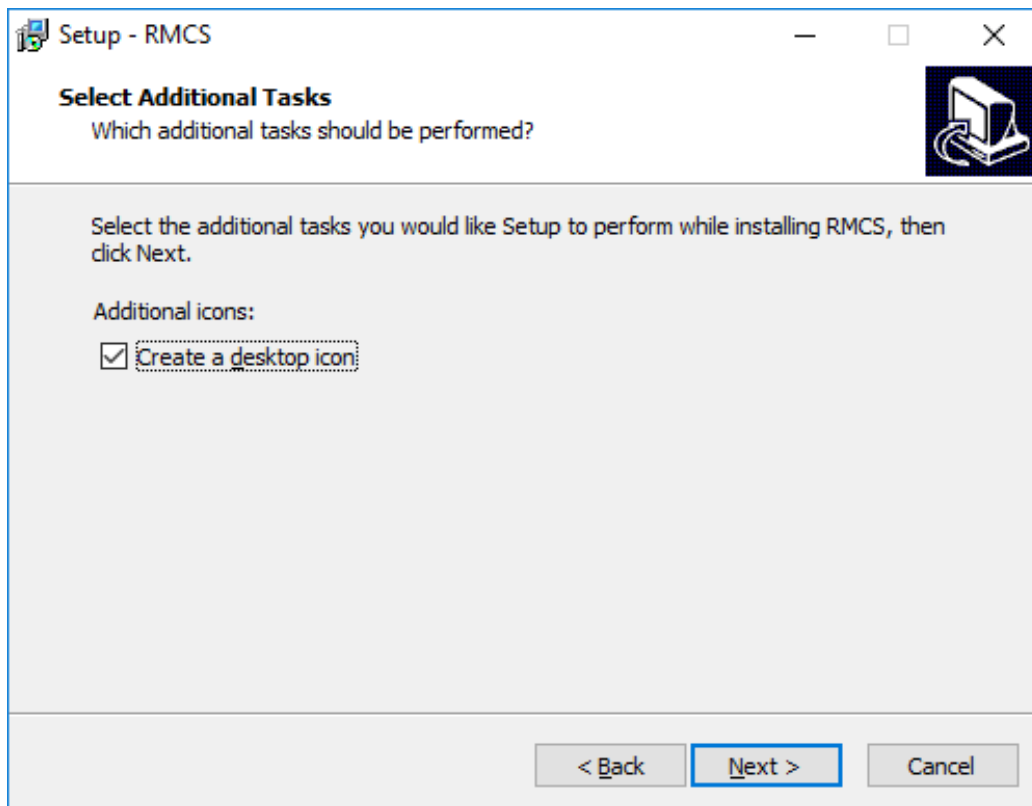 Setup - RMCS
Select Additional Tasks
Which additional tasks should be performed?
Select the additional tasks you would like Setup to perform while installing RMCS, then
click Next.
Additional icons:
Create a desktop icon
< Back Next > Cancel